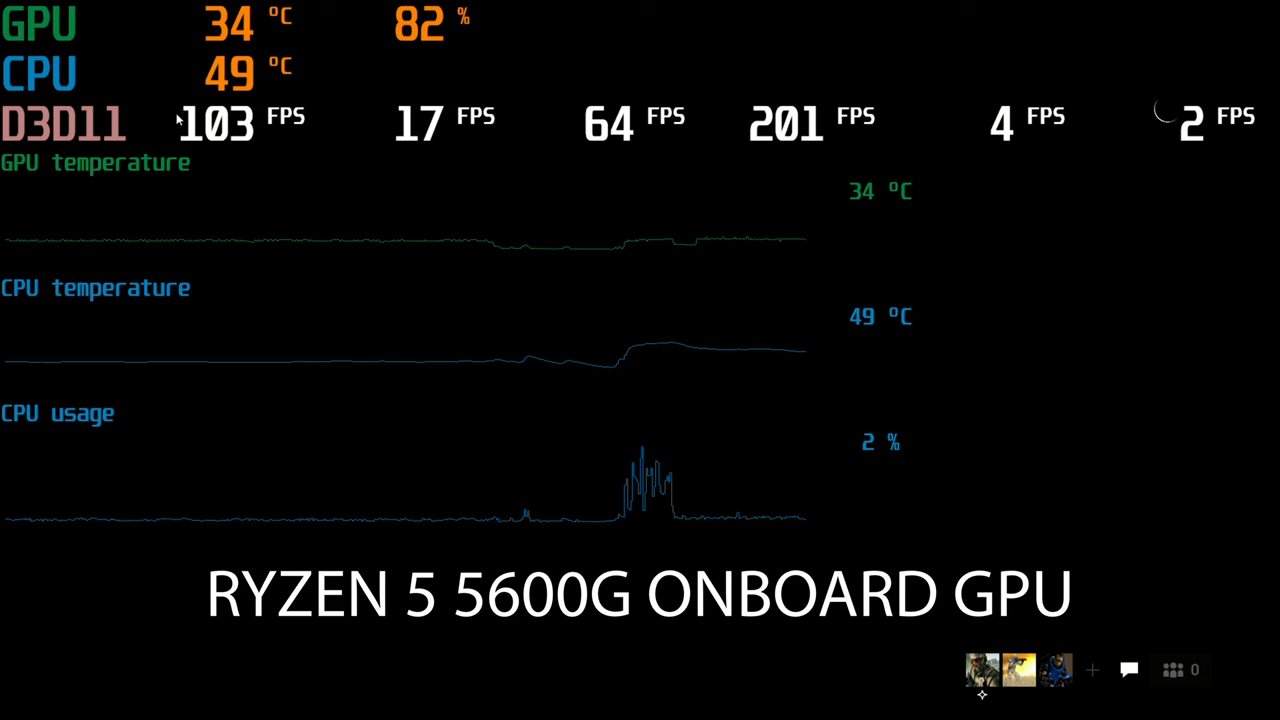 GPU 34 °C 82 %
CPU 49 °C
D3D11 103 FPS 17 FPS 64 FPS 201 FPS 4 FPS 2 FPS
GPU temperature
34 °C
CPU temperature
49 °C
CPU usage
2 %
RYZEN 5 5600G ONBOARD GPU
0